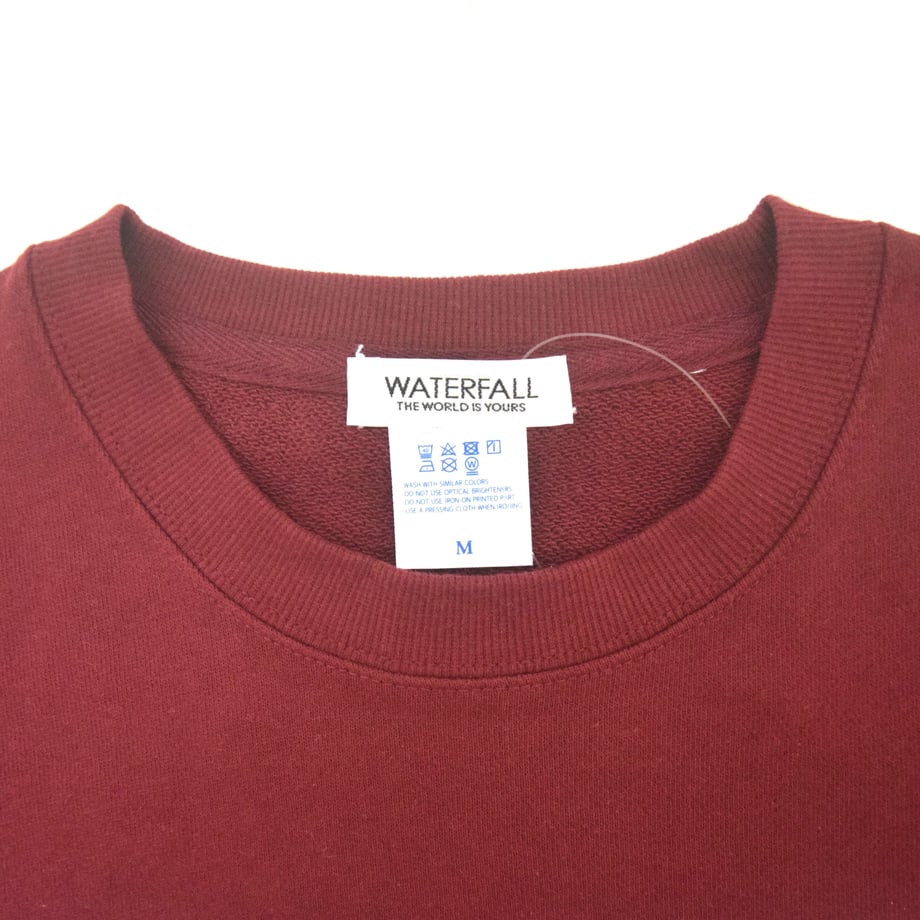 WATERFALL
THE WORLD IS YOURS
40
W
WASH WITH SIMILAR COLORS
DO NOT USE OPTICAL BRIGHTENERS
DO NOT USE IRON ON PRINTED PART
USE A PRESSING CLOTH WHEN IRONING
M